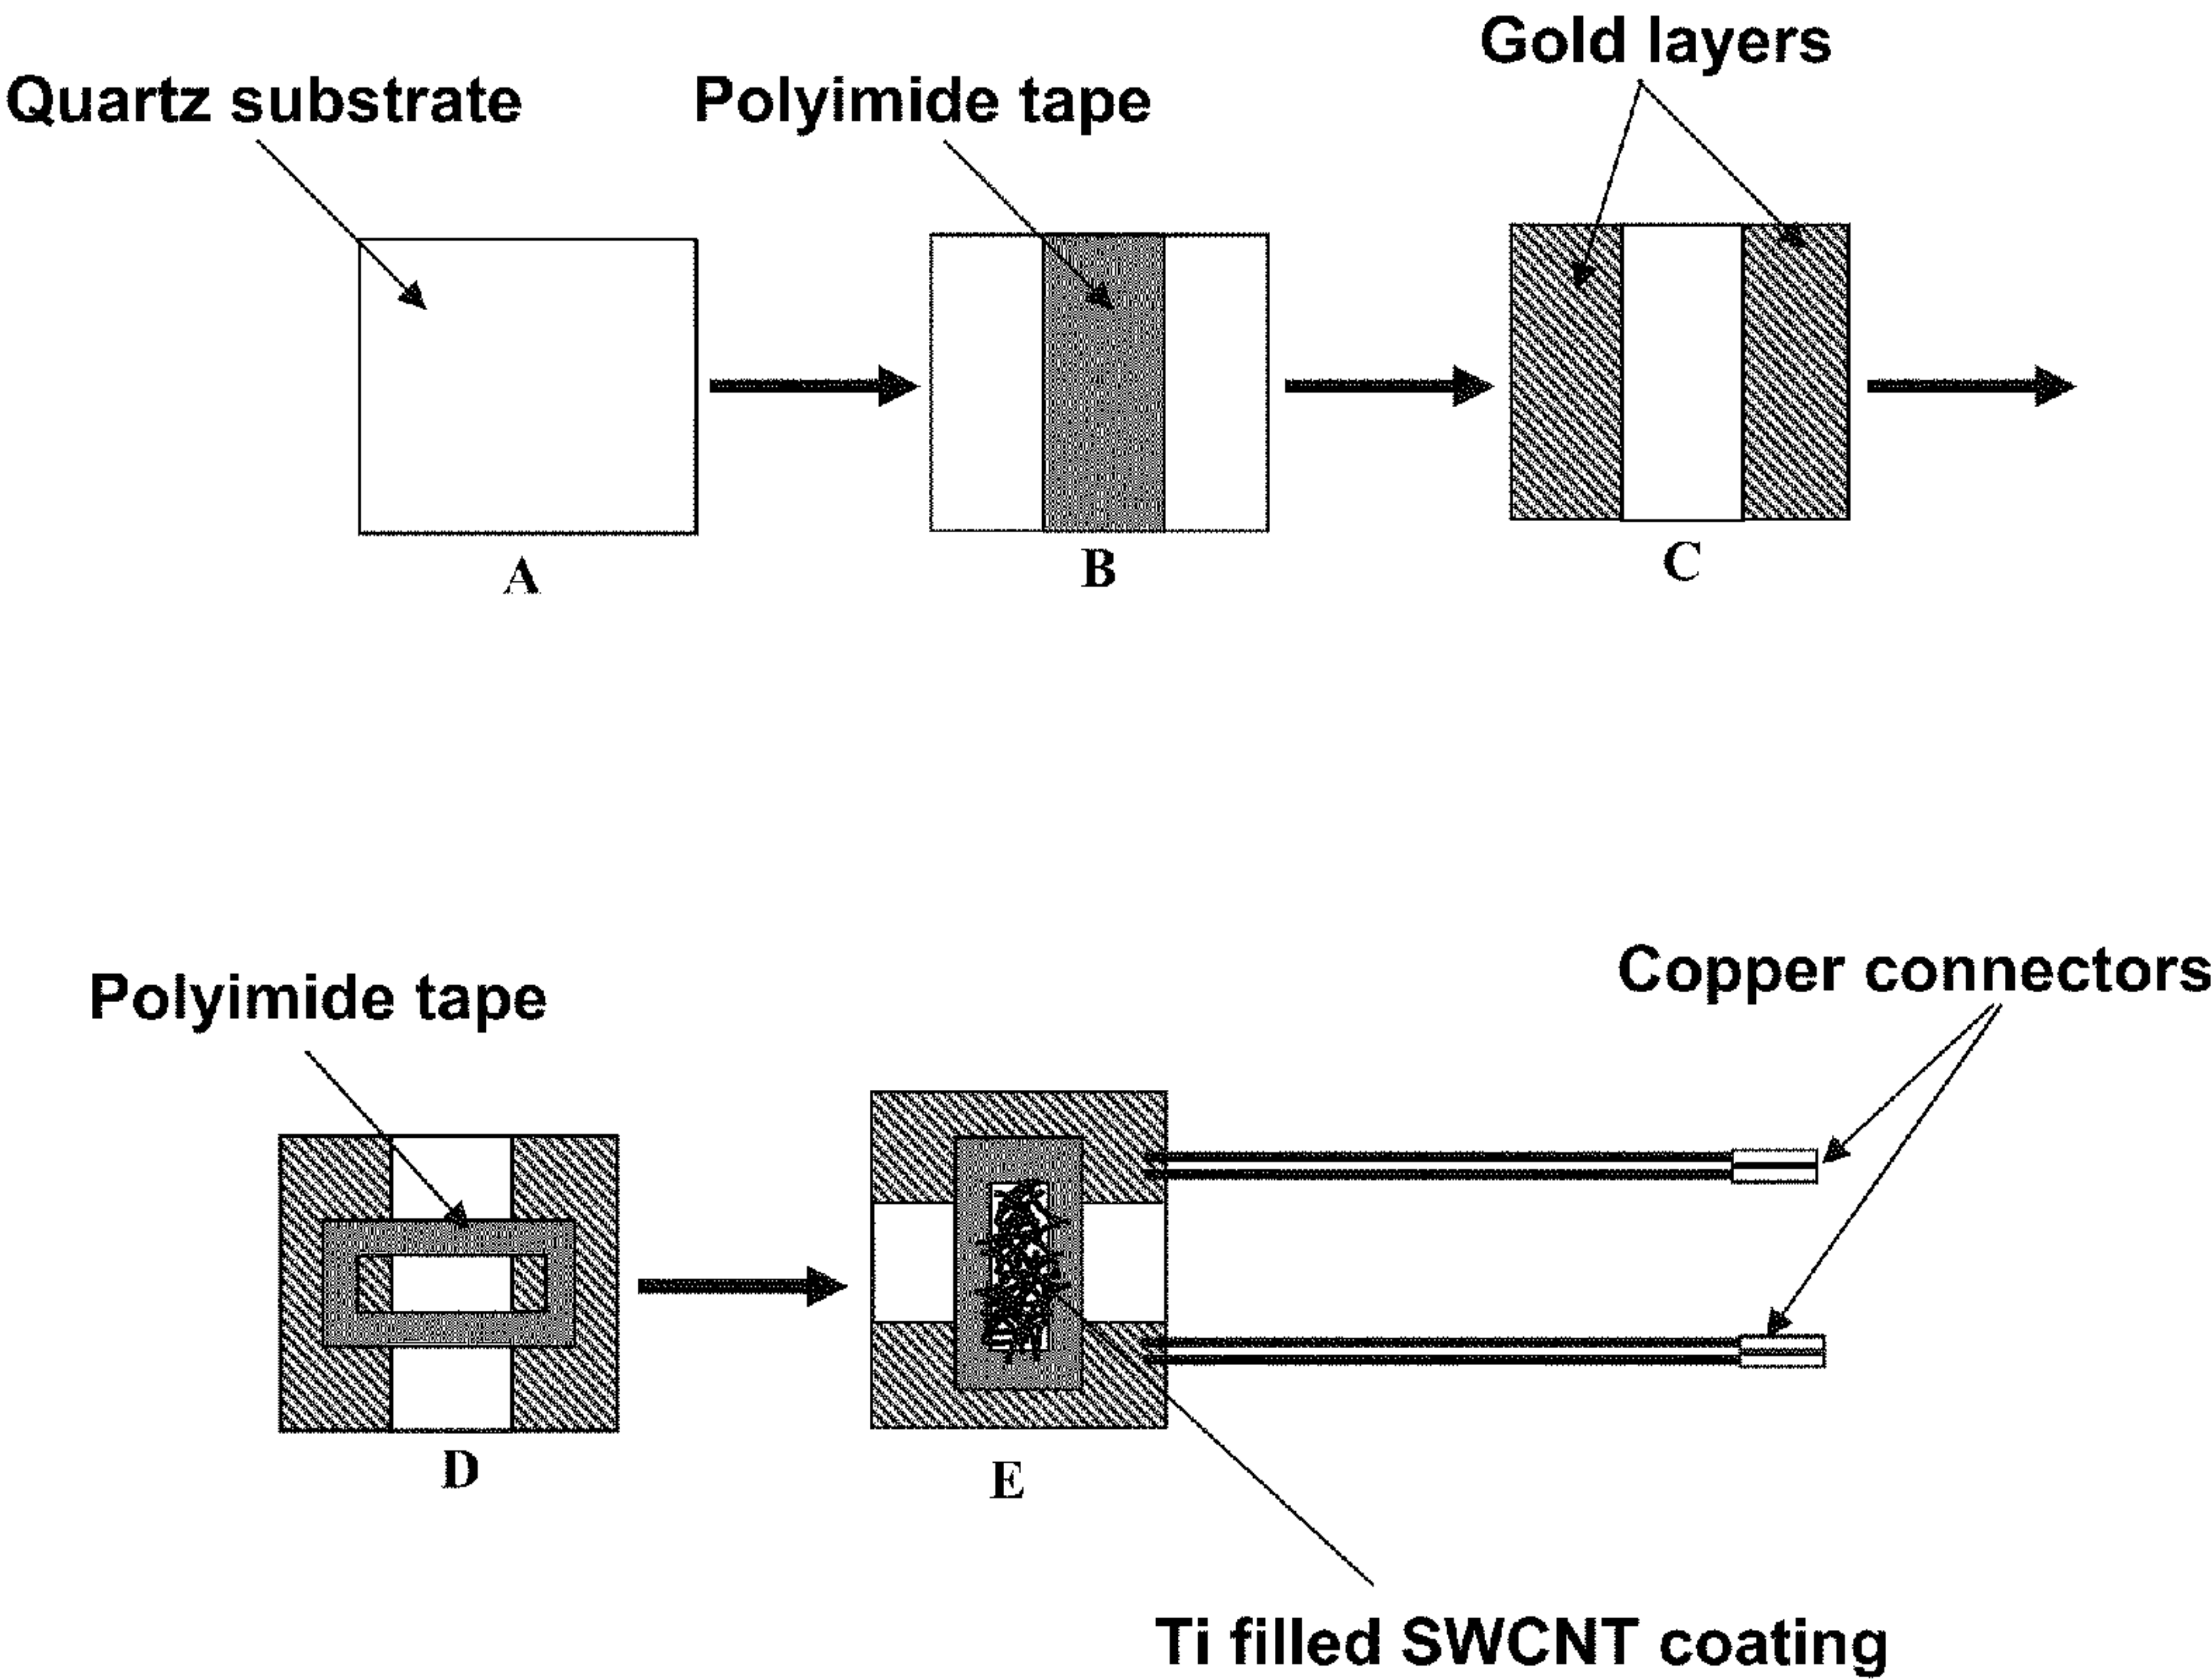 Gold layers
Quartz substrate
Polyimide tape
A
B
C
Copper connectors
Polyimide tape
D
E
Ti filled SWCNT coating